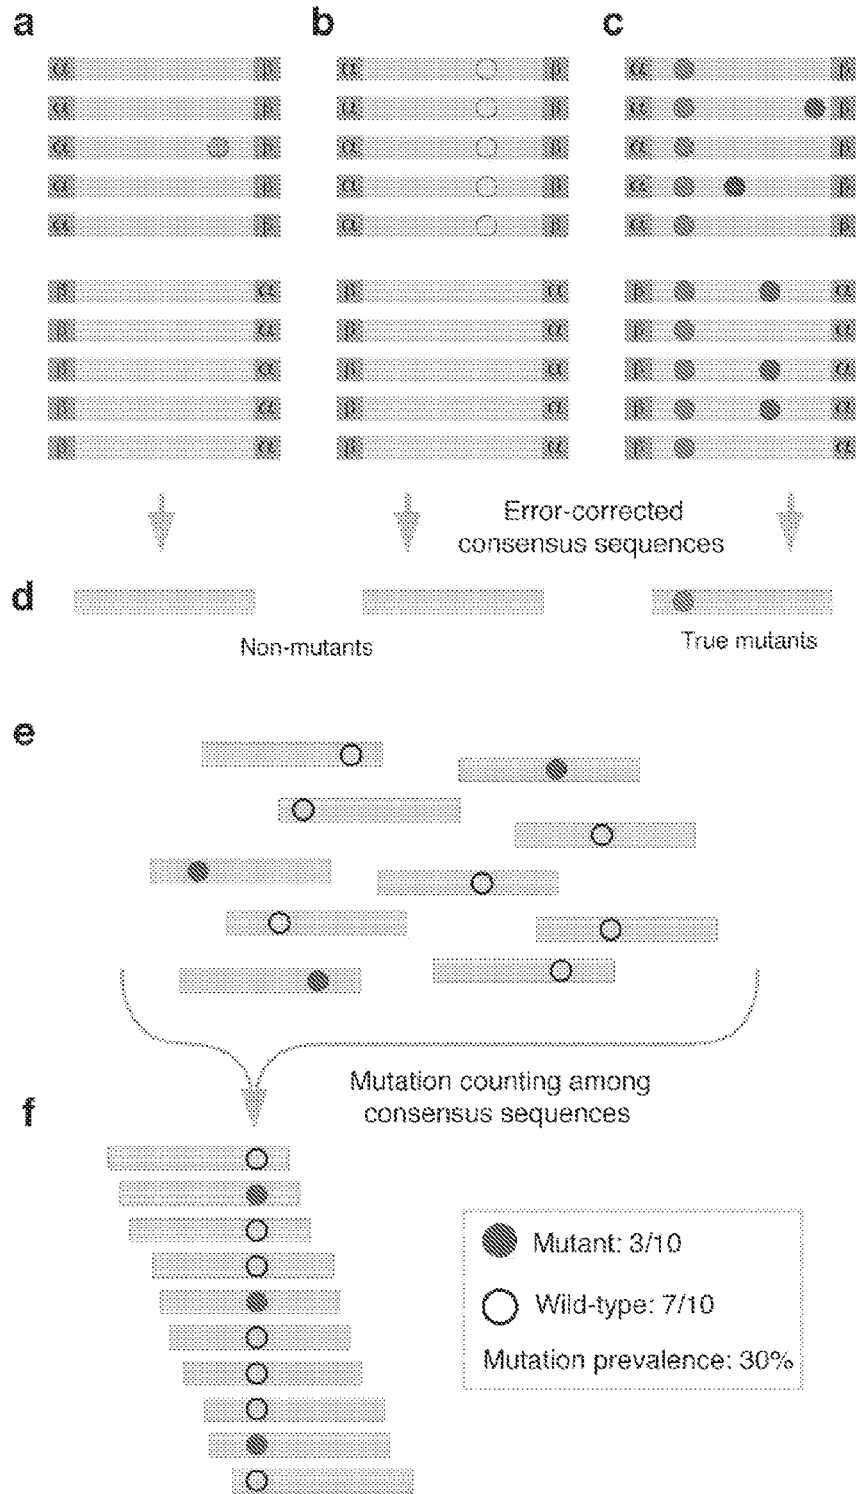 a b c
α β α β α β
α β α β α β
α β α β α β
α β α β α β
α β α β α β
β α β α β α
β α β α β α
β α β α β α
β α β α β α
β α β α β α
Error-corrected
consensus sequences
d
Non-mutants
True mutants
e
Mutation counting among
consensus sequences
f
Mutant: 3/10
Wild-type: 7/10
Mutation prevalence: 30%